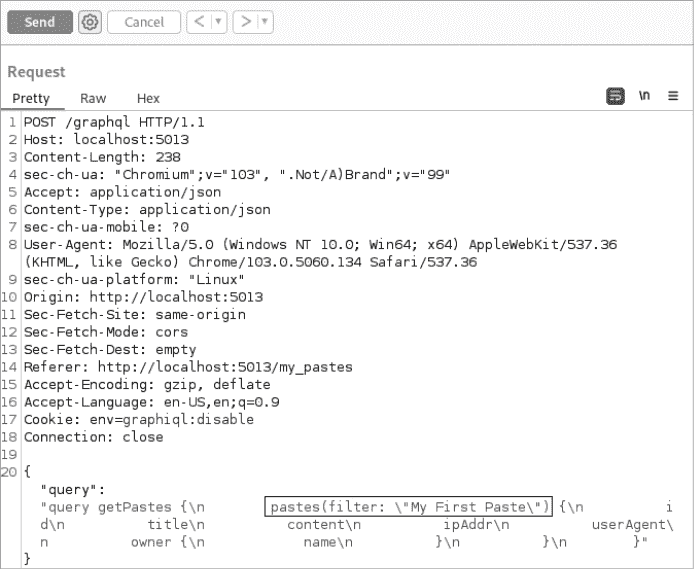 Send Cancel < ▼ > ▼
Request
Pretty Raw Hex \n ≡
1 POST /graphql HTTP/1.1
2 Host: localhost:5013
3 Content-Length: 238
4 sec-ch-ua: "Chromium";v="103", ".Not/A)Brand";v="99"
5 Accept: application/json
6 Content-Type: application/json
7 sec-ch-ua-mobile: ?0
8 User-Agent: Mozilla/5.0 (Windows NT 10.0; Win64; x64) AppleWebKit/537.36
(KHTML, like Gecko) Chrome/103.0.5060.134 Safari/537.36
9 sec-ch-ua-platform: "Linux"
10 Origin: http://localhost:5013
11 Sec-Fetch-Site: same-origin
12 Sec-Fetch-Mode: cors
13 Sec-Fetch-Dest: empty
14 Referer: http://localhost:5013/my_pastes
15 Accept-Encoding: gzip, deflate
16 Accept-Language: en-US,en;q=0.9
17 Cookie: env=graphiql:disable
18 Connection: close
19
20 {
"query":
"query getPastes {\n pastes(filter: \"My First Paste\") {\n i
d\n title\n content\n ipAddr\n userAgent\
n owner {\n name\n }\n }\n }"
}